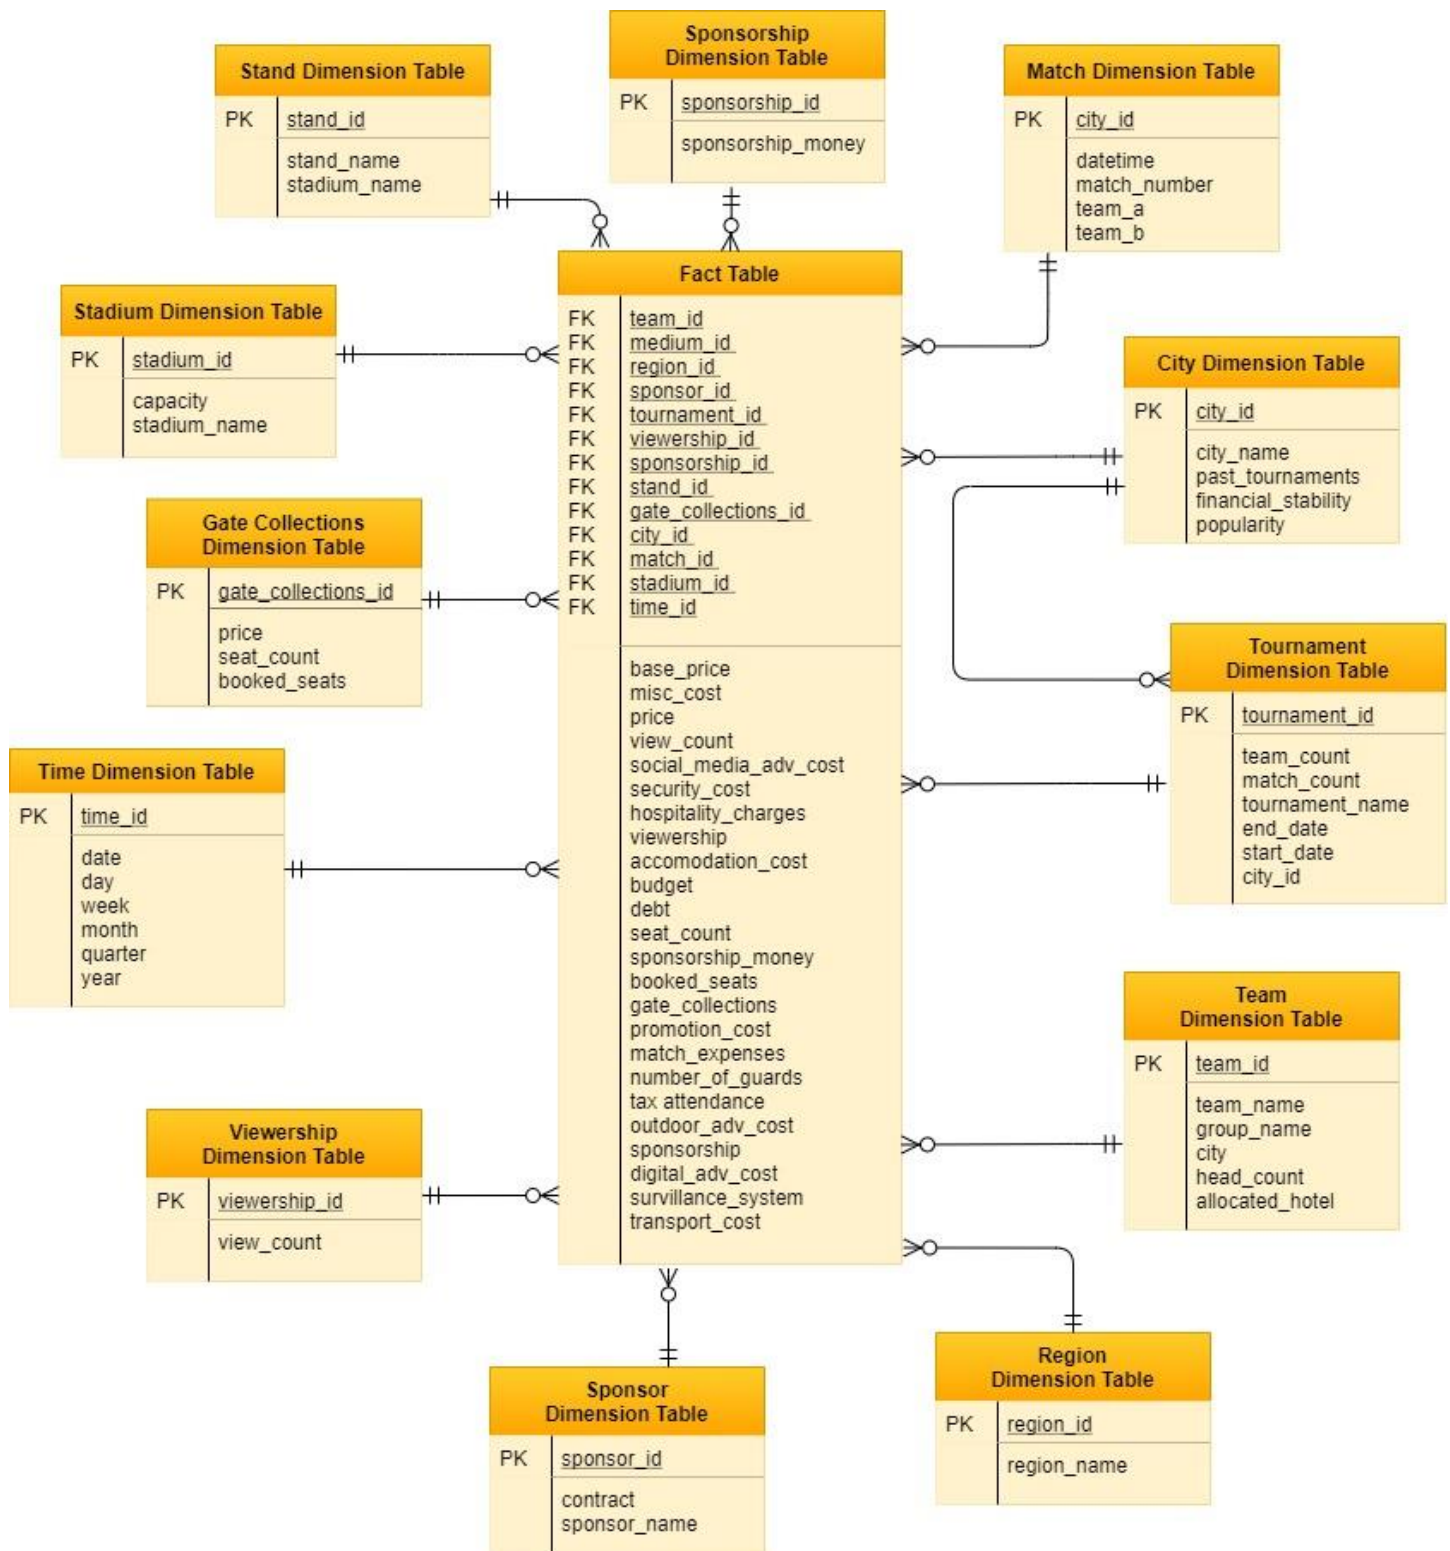 Stand Dimension Table
PK stand_id
stand_name
stadium_name
Sponsorship
Dimension Table
PK sponsorship_id
sponsorship_money
Match Dimension Table
PK city_id
datetime
match_number
team_a
team_b
Stadium Dimension Table
PK stadium_id
capacity
stadium_name
Fact Table
FK team_id
FK medium_id
FK region_id
FK sponsor_id
FK tournament_id
FK viewership_id
FK sponsorship_id
FK stand_id
FK gate_collections_id
FK city_id
FK match_id
FK stadium_id
FK time_id
base_price
misc_cost
price
view_count
social_media_adv_cost
security_cost
hospitality_charges
viewership
accomodation_cost
budget
debt
seat_count
sponsorship_money
booked_seats
gate_collections
promotion_cost
match_expenses
number_of_guards
tax attendance
outdoor_adv_cost
sponsorship
digital_adv_cost
survillance_system
transport_cost
City Dimension Table
PK city_id
city_name
past_tournaments
financial_stability
popularity
Gate Collections
Dimension Table
PK gate_collections_id
price
seat_count
booked_seats
Tournament
Dimension Table
PK tournament_id
team_count
match_count
tournament_name
end_date
start_date
city_id
Time Dimension Table
PK time_id
date
day
week
month
quarter
year
Team
Dimension Table
PK team_id
team_name
group_name
city
head_count
allocated_hotel
Viewership
Dimension Table
PK viewership_id
view_count
Region
Dimension Table
PK region_id
region_name
Sponsor
Dimension Table
PK sponsor_id
contract
sponsor_name